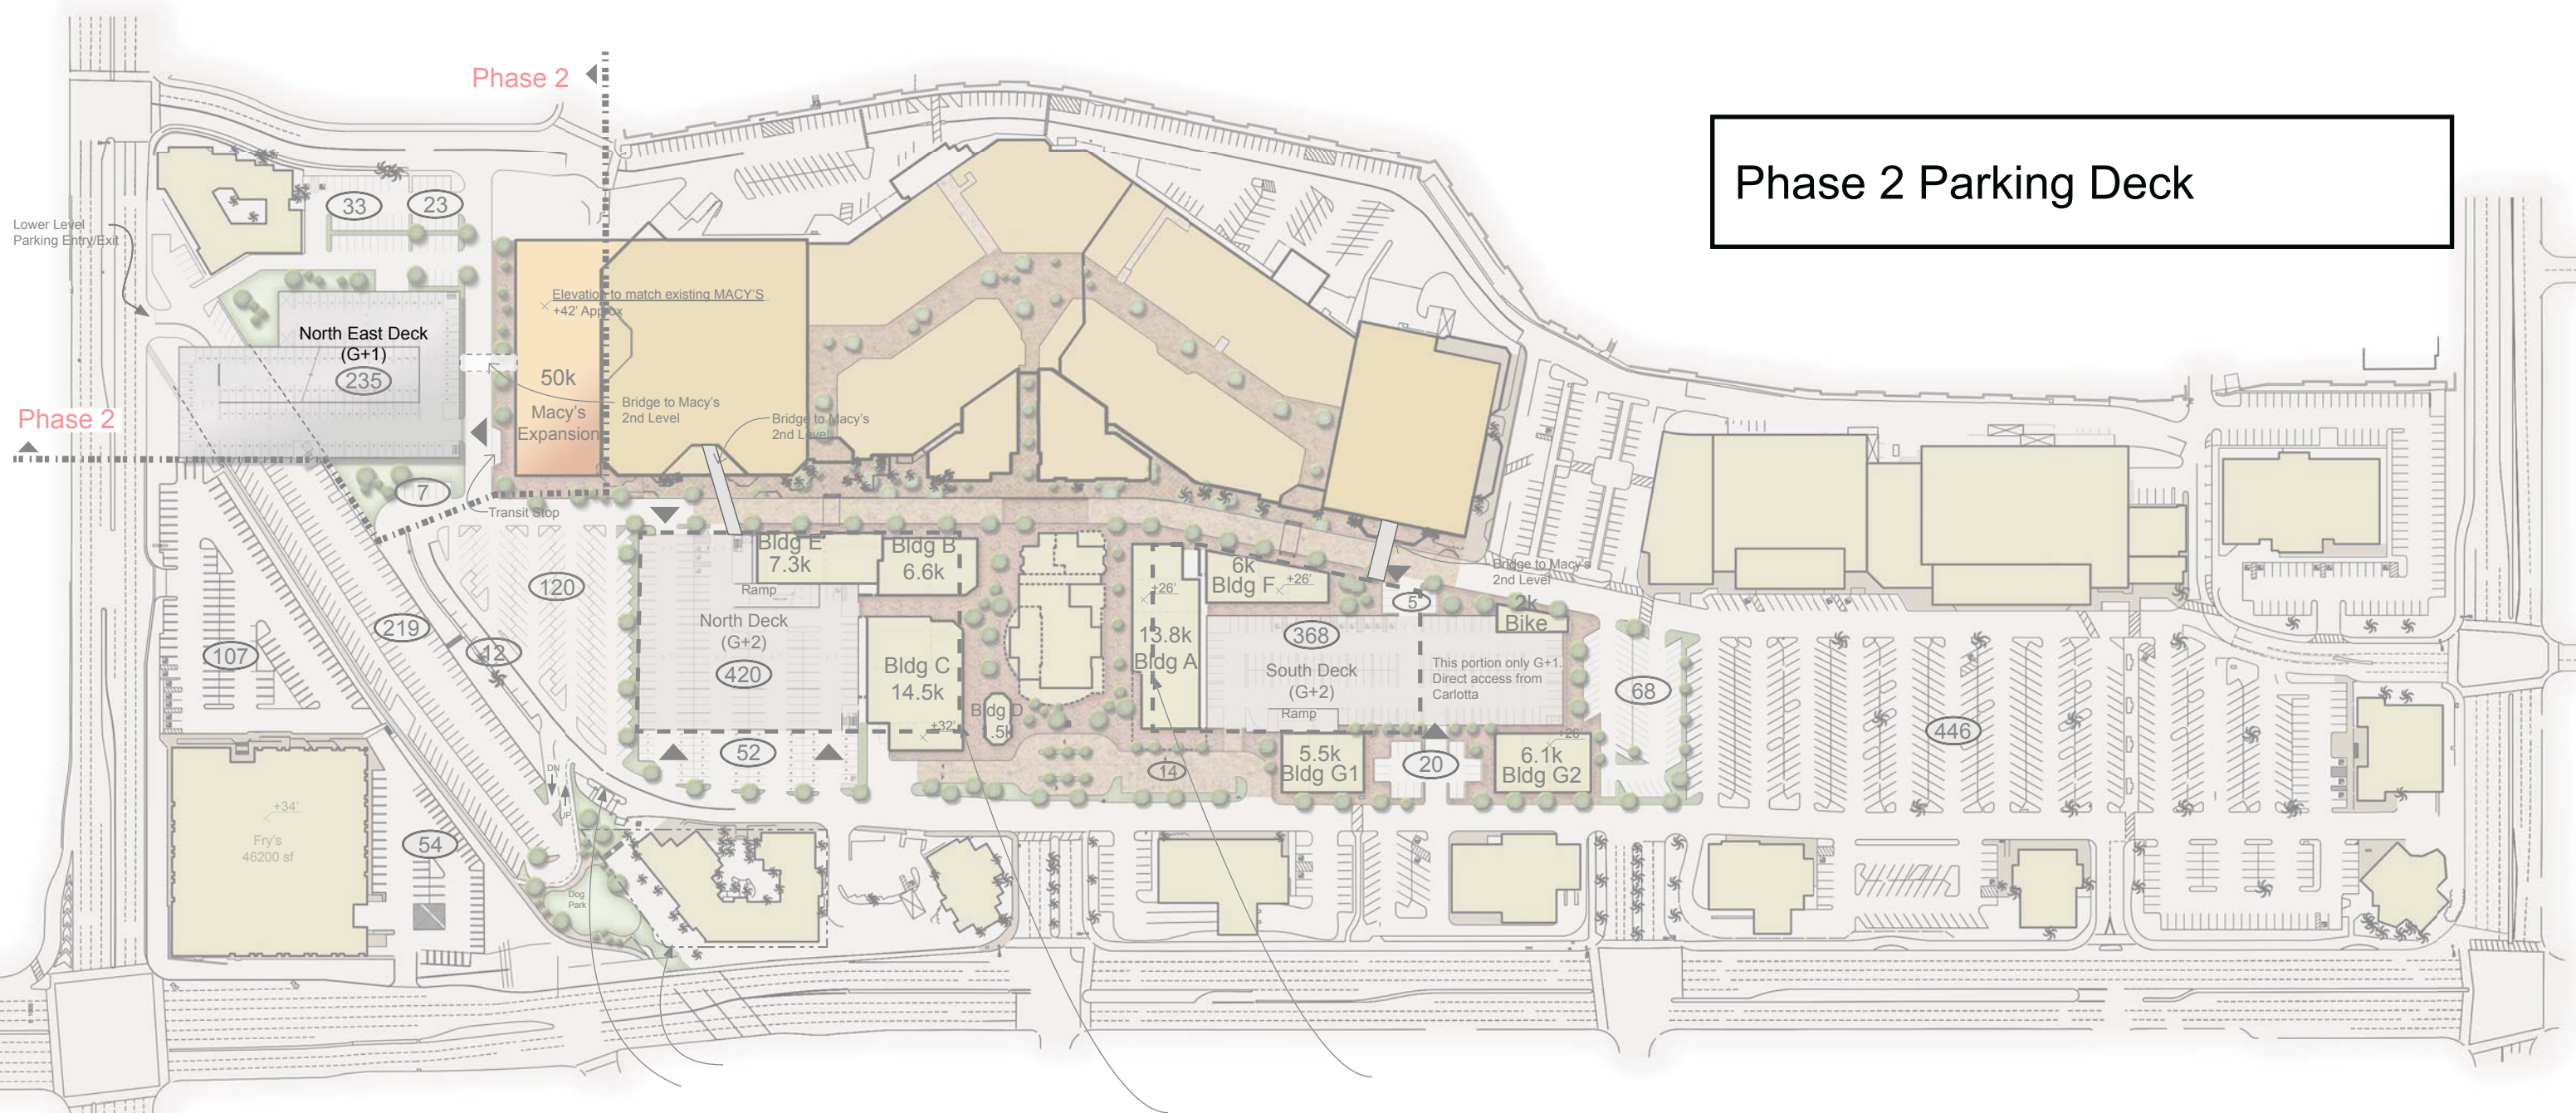 Phase 2
Phase 2 Parking Deck
33
23
Lower Level
Parking Entry/Exit
Elevation to match existing MACY'S
+42' Approx
North East Deck
(G+1)
235
50k
Macy's
Expansion
Bridge to Macy's
2nd Level
Bridge to Macy's
2nd Level
Phase 2
7
Transit Stop
Bldg E
7.3k
Bldg B
6.6k
Ramp
120
North Deck
(G+2)
420
219
12
107
Bldg C
14.5k
+32'
Bldg D
.5k
52
+26'
13.8k
Bldg A
6k
Bldg F
+26'
Bridge to Macy's
2nd Level
5
2k
Bike
368
South Deck
(G+2)
Ramp
This portion only G+1.
Direct access from
Carlotta
68
446
14
5.5k
Bldg G1
20
+26'
6.1k
Bldg G2
DN
UP
+34'
Fry's
46200 sf
54
Dog
Park